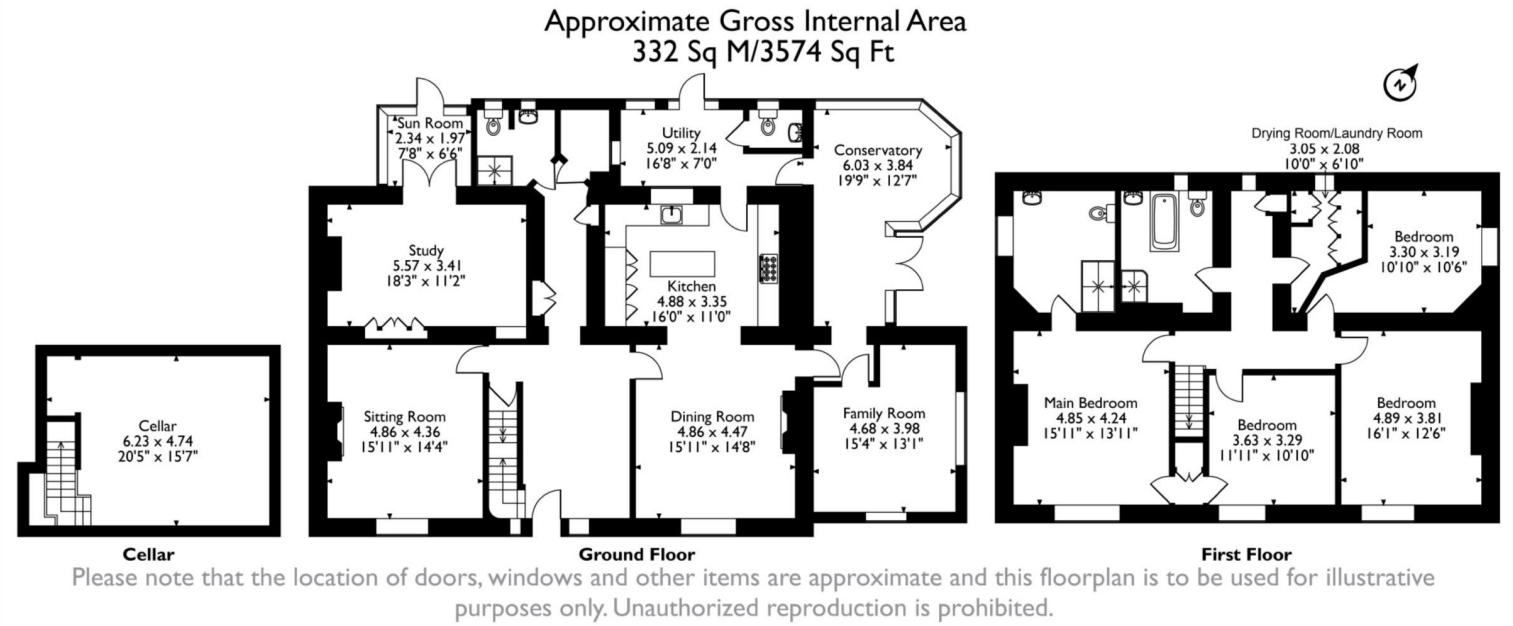 Approximate Gross Internal Area
332 Sq M/3574 Sq Ft
N
Sun Room
2.34 x 1.97
7'8" x 6'6"
Utility
5.09 x 2.14
16'8" x 7'0"
Conservatory
6.03 x 3.84
19'9" x 12'7"
Study
5.57 x 3.41
18'3" x 11'2"
Kitchen
4.88 x 3.35
16'0" x 11'0"
Sitting Room
4.86 x 4.36
15'11" x 14'4"
Dining Room
4.86 x 4.47
15'11" x 14'8"
Family Room
4.68 x 3.98
15'4" x 13'1"
Cellar
6.23 x 4.74
20'5" x 15'7"
Drying Room/Laundry Room
3.05 x 2.08
10'0" x 6'10"
Bedroom
3.30 x 3.19
10'10" x 10'6"
Main Bedroom
4.85 x 4.24
15'11" x 13'11"
Bedroom
3.63 x 3.29
11'11" x 10'10"
Bedroom
4.89 x 3.81
16'1" x 12'6"
Cellar
Ground Floor
First Floor
Please note that the location of doors, windows and other items are approximate and this floorplan is to be used for illustrative
purposes only. Unauthorized reproduction is prohibited.